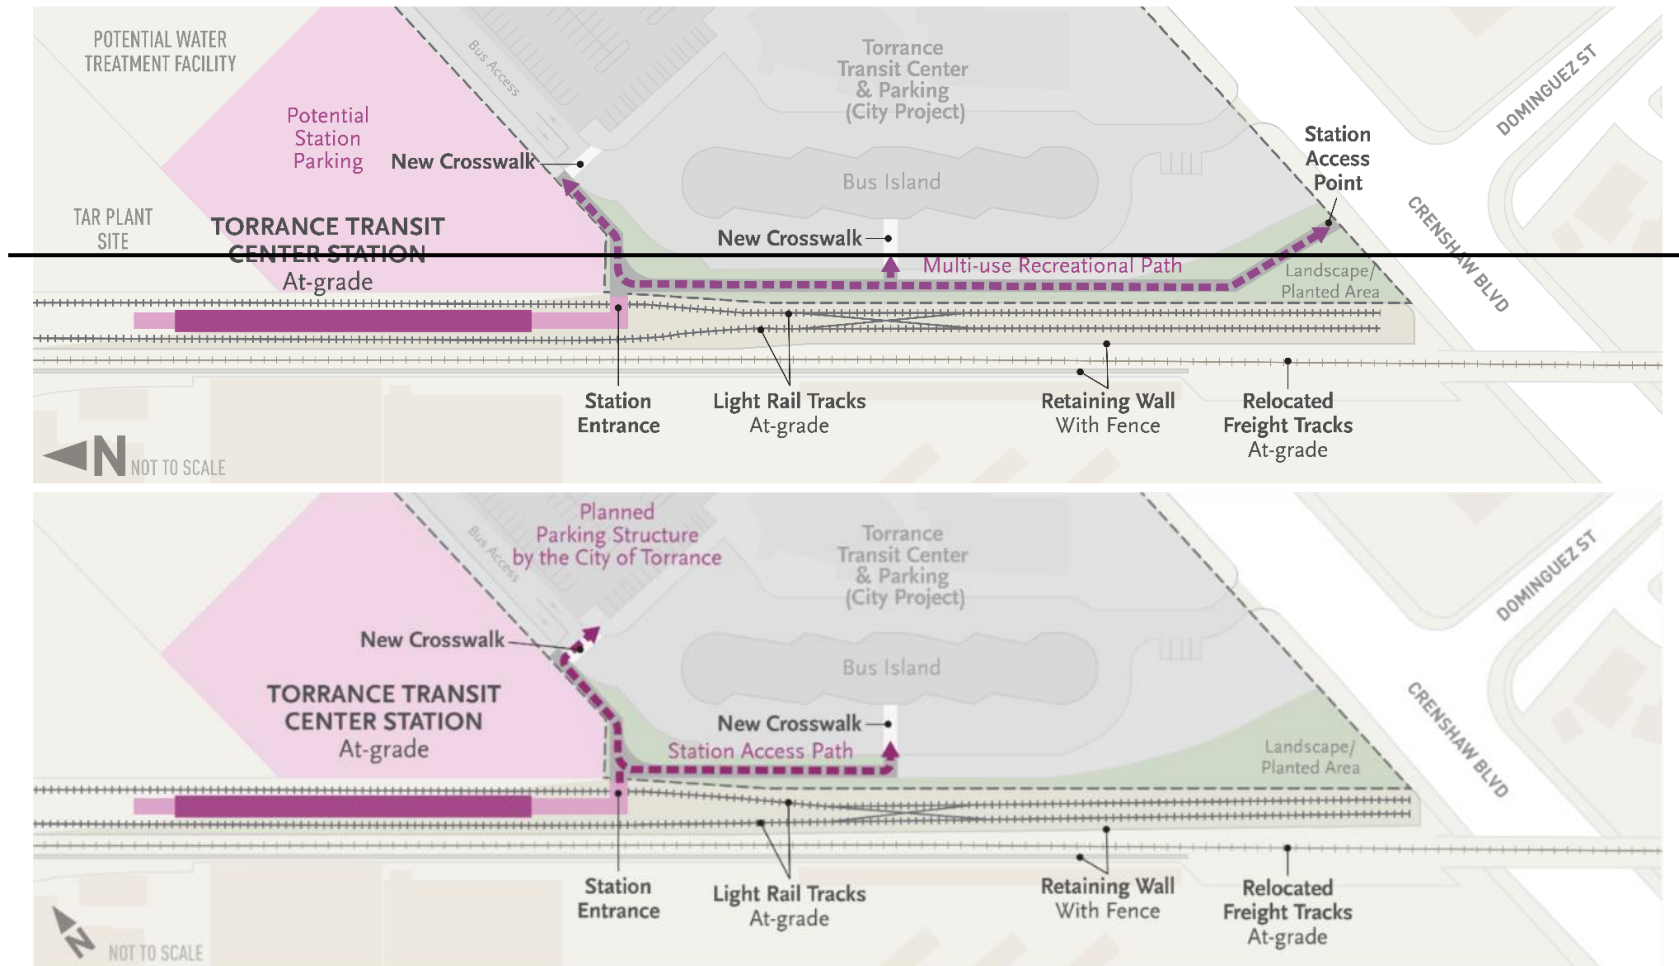 POTENTIAL WATER
TREATMENT FACILITY
Bus Access
Torrance
Transit Center
& Parking
(City Project)
DOMINGUEZ ST
Potential
Station
Parking
New Crosswalk
Station
Access
Point
Bus Island
TAR PLANT
SITE
TORRANCE TRANSIT
CENTER STATION
At-grade
New Crosswalk
CRENSHAW BLVD
Multi-use Recreational Path
Landscape/
Planted Area
Station
Entrance
Light Rail Tracks
At-grade
Retaining Wall
With Fence
Relocated
Freight Tracks
At-grade
N
NOT TO SCALE
Planned
Parking Structure
by the City of Torrance
Bus Access
Torrance
Transit Center
& Parking
(City Project)
DOMINGUEZ ST
New Crosswalk
Bus Island
TORRANCE TRANSIT
CENTER STATION
At-grade
New Crosswalk
Station Access Path
CRENSHAW BLVD
Landscape/
Planted Area
Station
Entrance
Light Rail Tracks
At-grade
Retaining Wall
With Fence
Relocated
Freight Tracks
At-grade
N
NOT TO SCALE